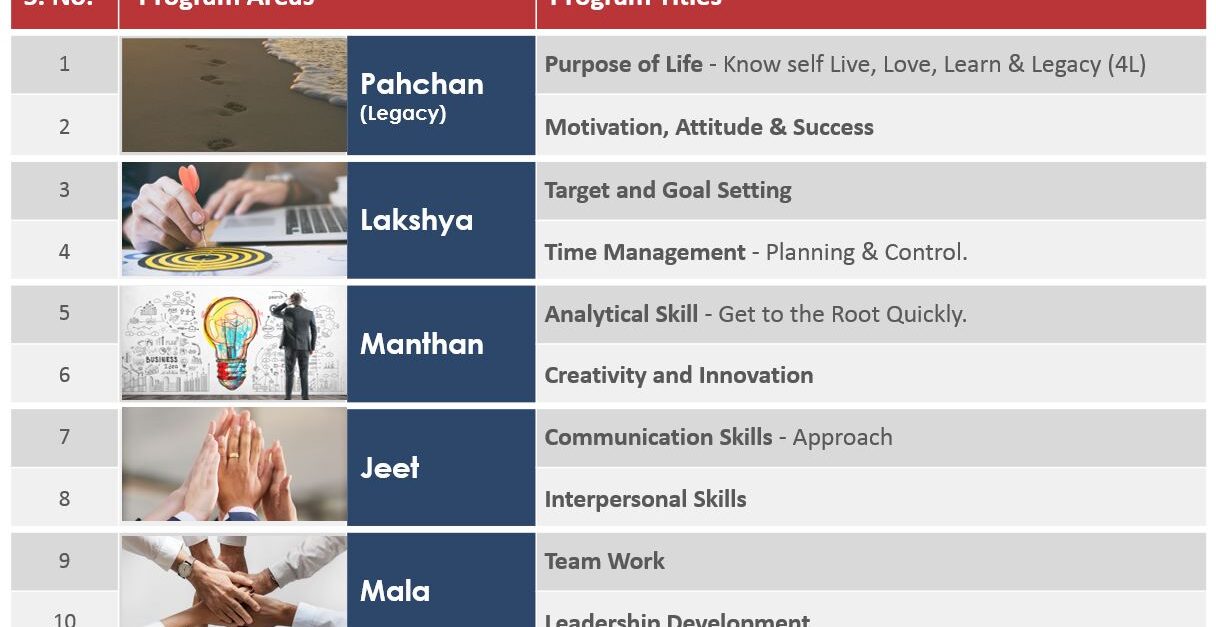 S. No. Program Areas Program Titles
1 Purpose of Life - Know self Live, Love, Learn & Legacy (4L)
Pahchan
(Legacy)
2 Motivation, Attitude & Success
3 Target and Goal Setting
Lakshya
4 Time Management - Planning & Control.
5 Analytical Skill - Get to the Root Quickly.
search
BUSINESS
Idea
Manthan
6 Creativity and Innovation
7 Communication Skills - Approach
Jeet
8 Interpersonal Skills
9 Team Work
Mala
10 Leadership Development